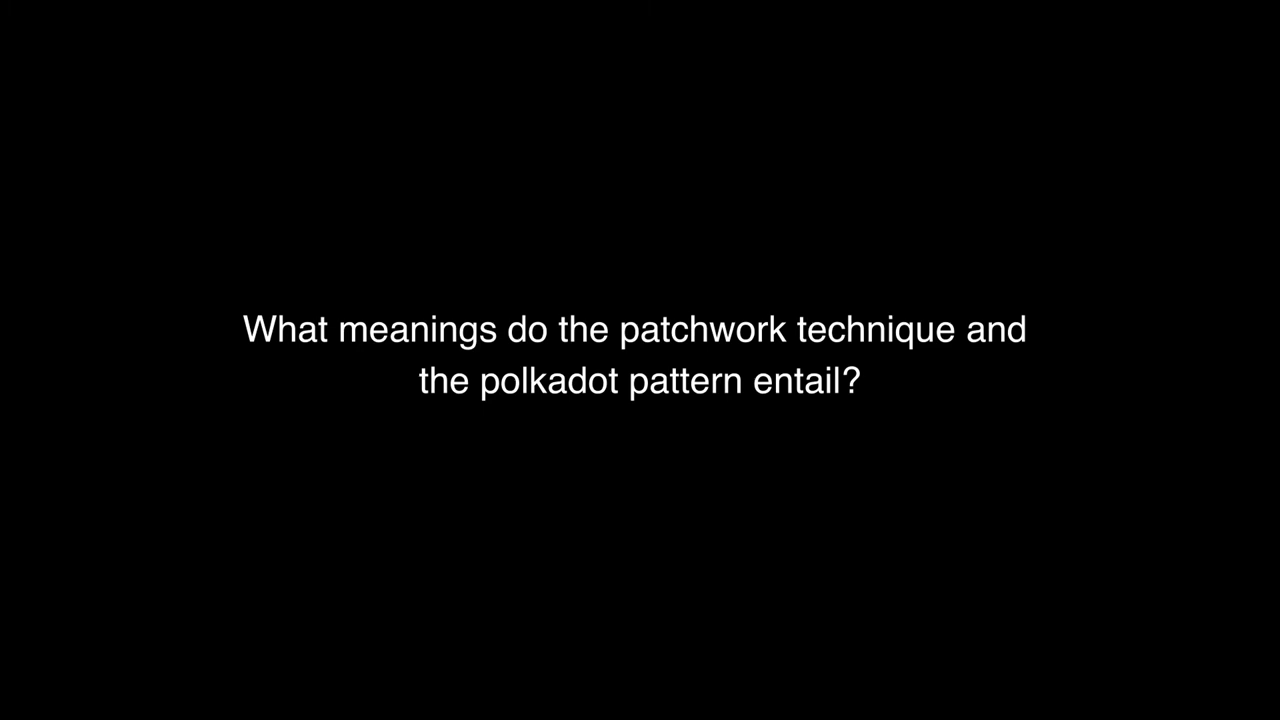 What meanings do the patchwork technique and
the polkadot pattern entail?